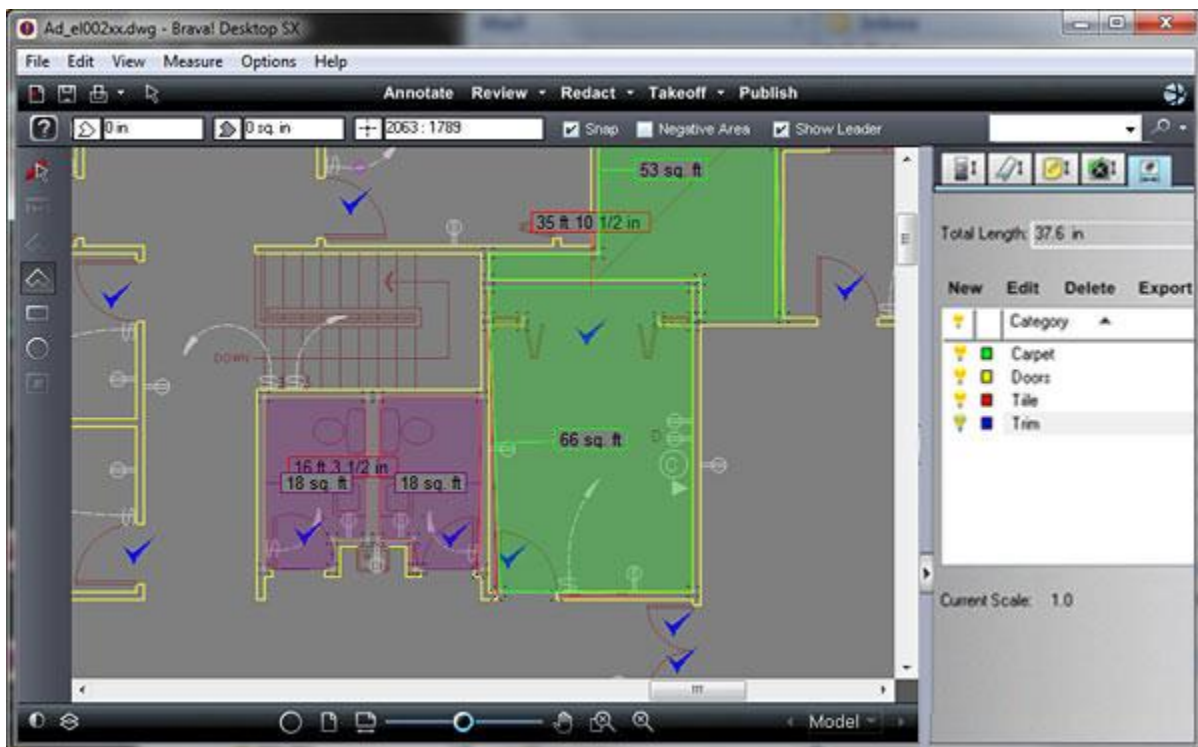 Ad_el002xx.dwg - Brava! Desktop SX
File Edit View Measure Options Help
Annotate Review Redact Takeoff Publish
0 in 0 sq. in 2063 : 1789 Snap Negative Area Show Leader
53 sq. ft
35 ft 10 1/2 in
DOWN
66 sq. ft
16 ft 3 1/2 in
18 sq. ft 18 sq. ft
C
Total Length: 37.6 in
New Edit Delete Export
Category
Carpet
Doors
Tile
Trim
Current Scale: 1.0
Model